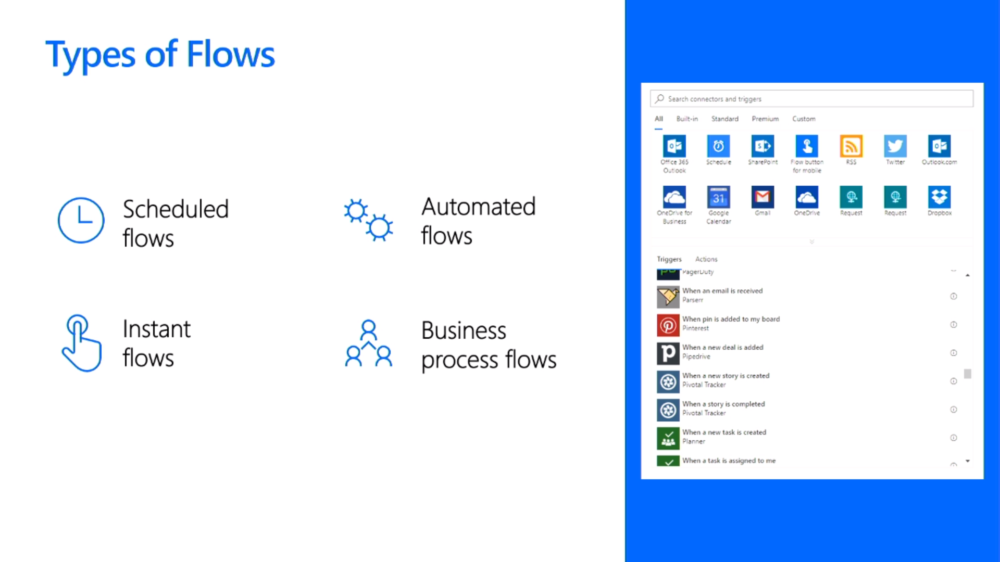 Types of Flows
Scheduled
flows
Automated
flows
Instant
flows
Business
process flows
Search connectors and triggers
All Built-in Standard Premium Custom
Office 365
Outlook
Schedule
SharePoint
Flow button
for mobile
RSS
Twitter
Outlook.com
OneDrive for
Business
Google
Calendar
Gmail
OneDrive
Request
Request
Dropbox
Triggers Actions
PagerDuty
When an email is received
Parserr
When pin is added to my board
Pinterest
When a new deal is added
Pipedrive
When a new story is created
Pivotal Tracker
When a story is completed
Pivotal Tracker
When a new task is created
Planner
When a task is assigned to me